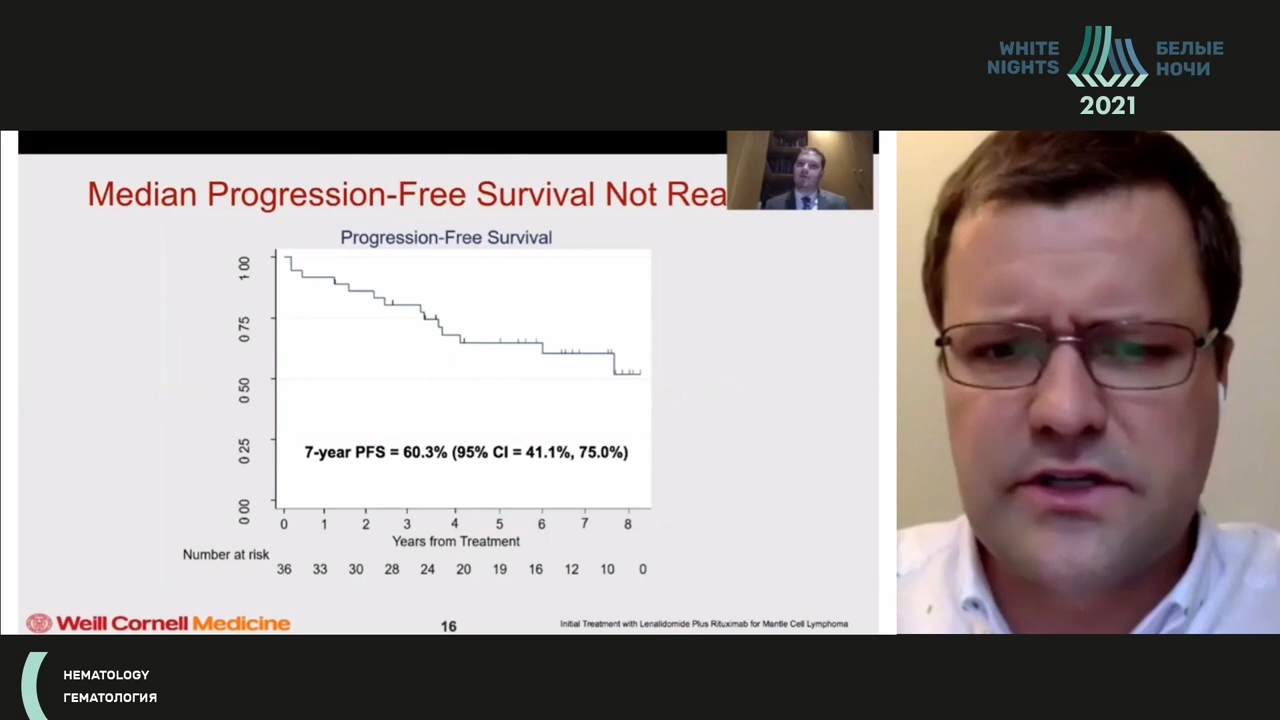 WHITE NIGHTS
БЕЛЫЕ НОЧИ
2021
Median Progression-Free Survival Not Rea
Progression-Free Survival
1 00
0 75
0 50
0 25
0 00
7-year PFS = 60.3% (95% CI = 41.1%, 75.0%)
0 1 2 3 4 5 6 7 8
Years from Treatment
Number at risk
36 33 30 28 24 20 19 16 12 10 0
Weill Cornell Medicine
16
Initial Treatment with Lenalidomide Plus Rituximab for Mantle Cell Lymphoma
HEMATOLOGY
ГЕМАТОЛОГИЯ